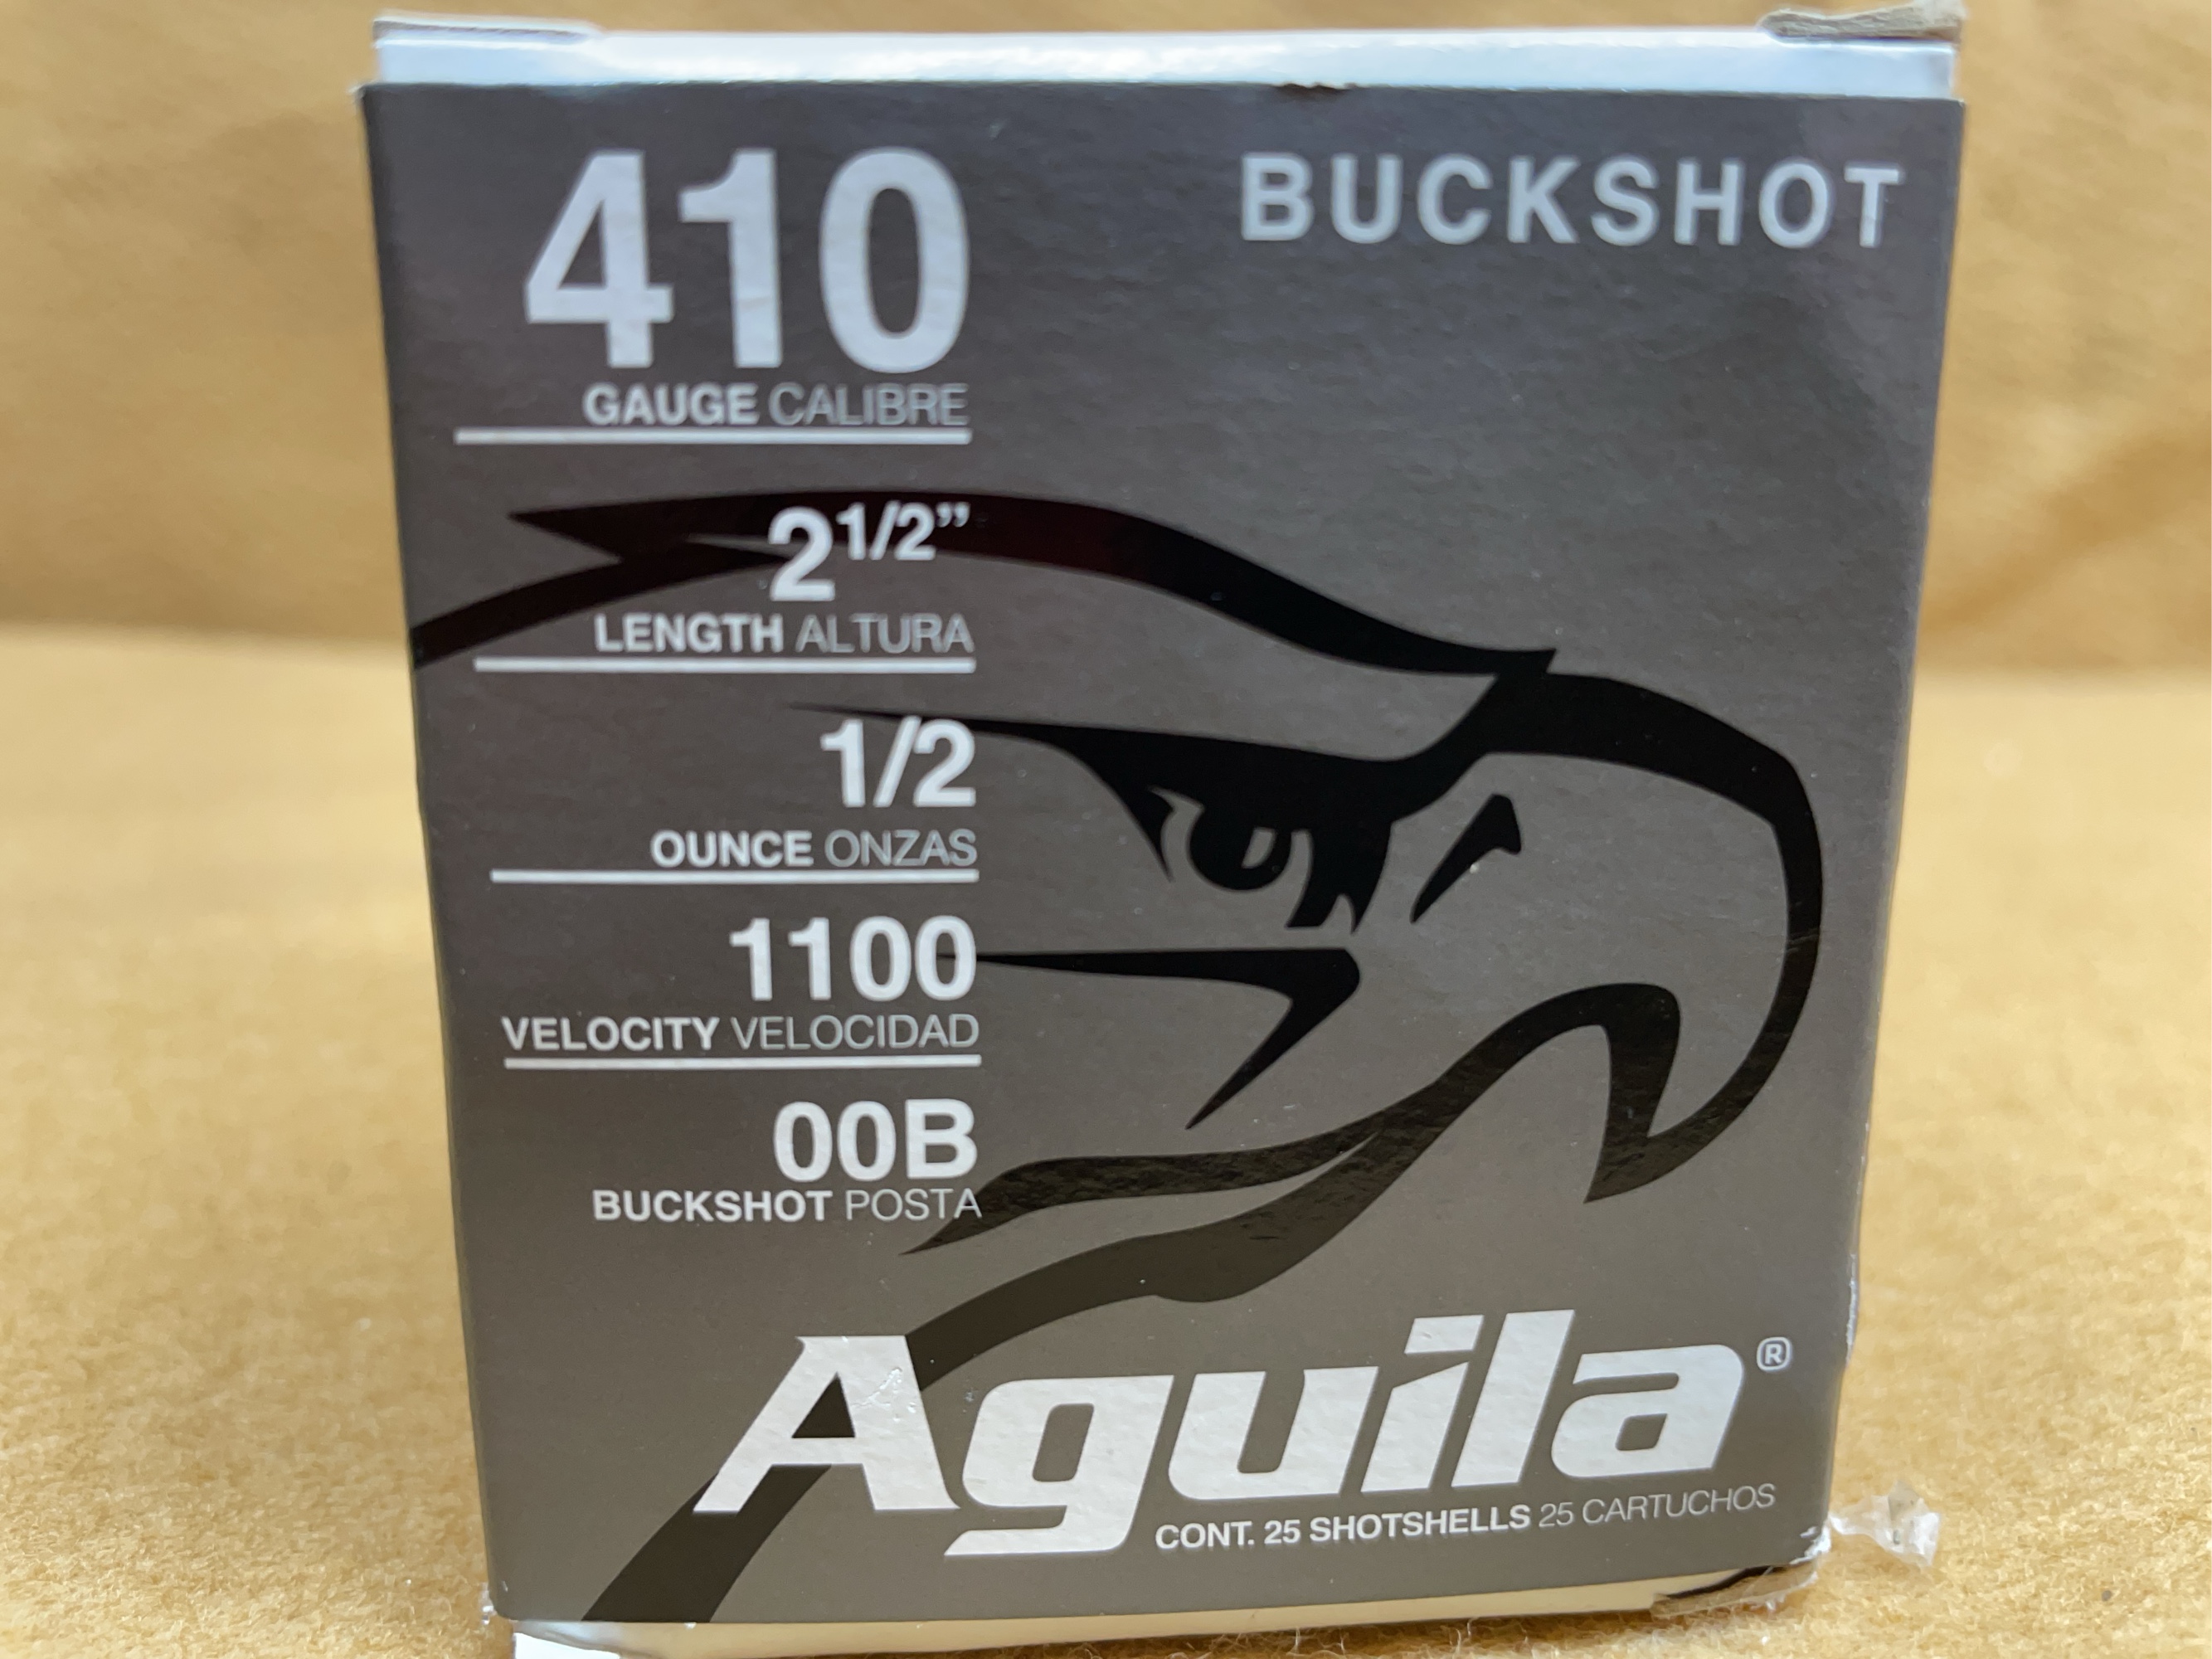 410
BUCKSHOT
GAUGE CALIBRE
2 1/2”
LENGTH ALTURA
1/2
OUNCE ONZAS
1100
VELOCITY VELOCIDAD
00B
BUCKSHOT POSTA
Aguila®
CONT. 25 SHOTSHELLS 25 CARTUCHOS